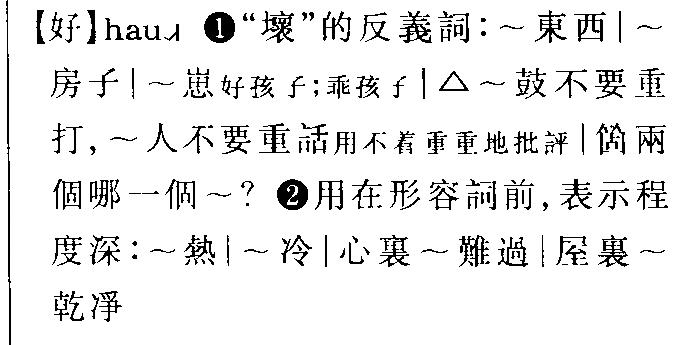 【好】hau˩˧ ❶“壞”的反義詞：～東西|～
房子|～崽好孩子；乖孩子|△～鼓不要重
打，～人不要重話用不着重重地批評|箇兩
個哪一個～？ ❷用在形容詞前，表示程
度深：～熱|～冷|心裏～難過|屋裏～
乾淨